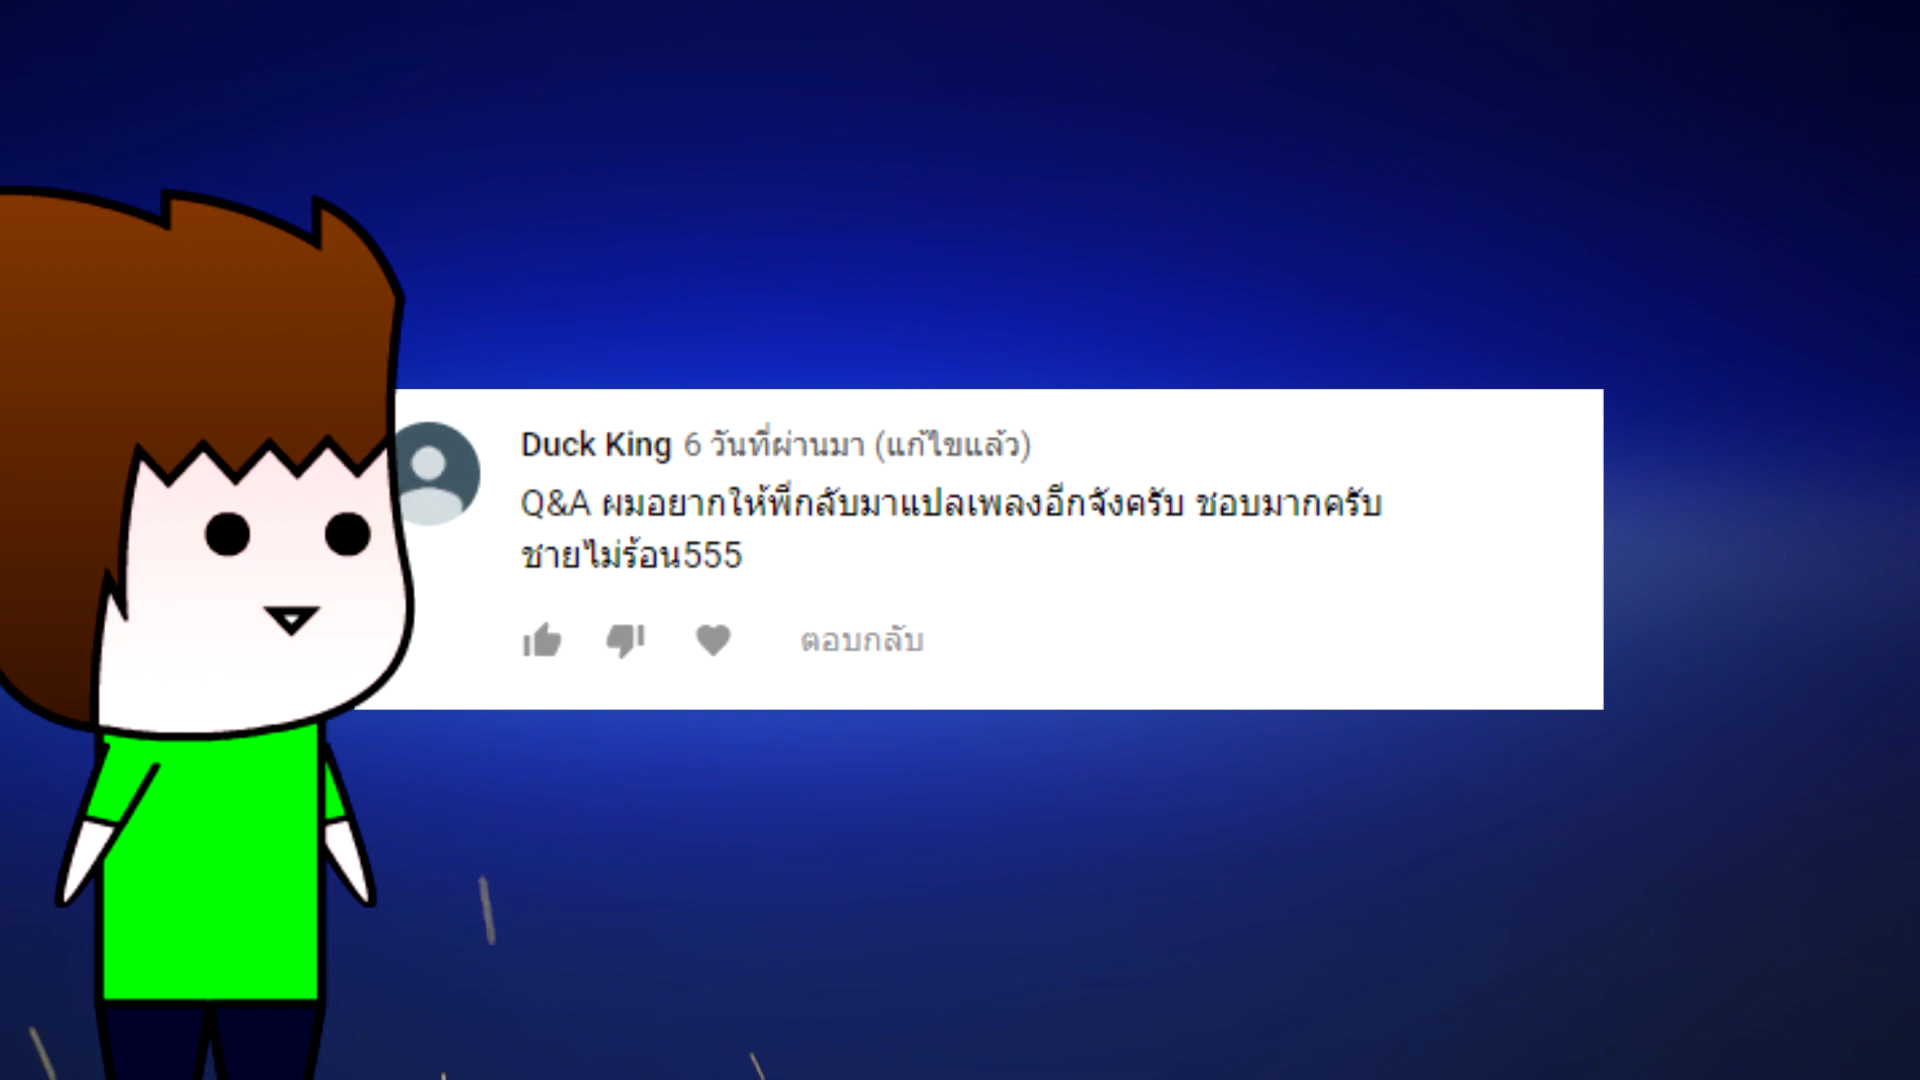 Duck King 6 วันที่ผ่านมา (แก้ไขแล้ว)
Q&A ผมอยากให้พี่กลับมาแปลเพลงอีกจังครับ ชอบมากครับ
ชายไม่ร้อน555
ตอบกลับ